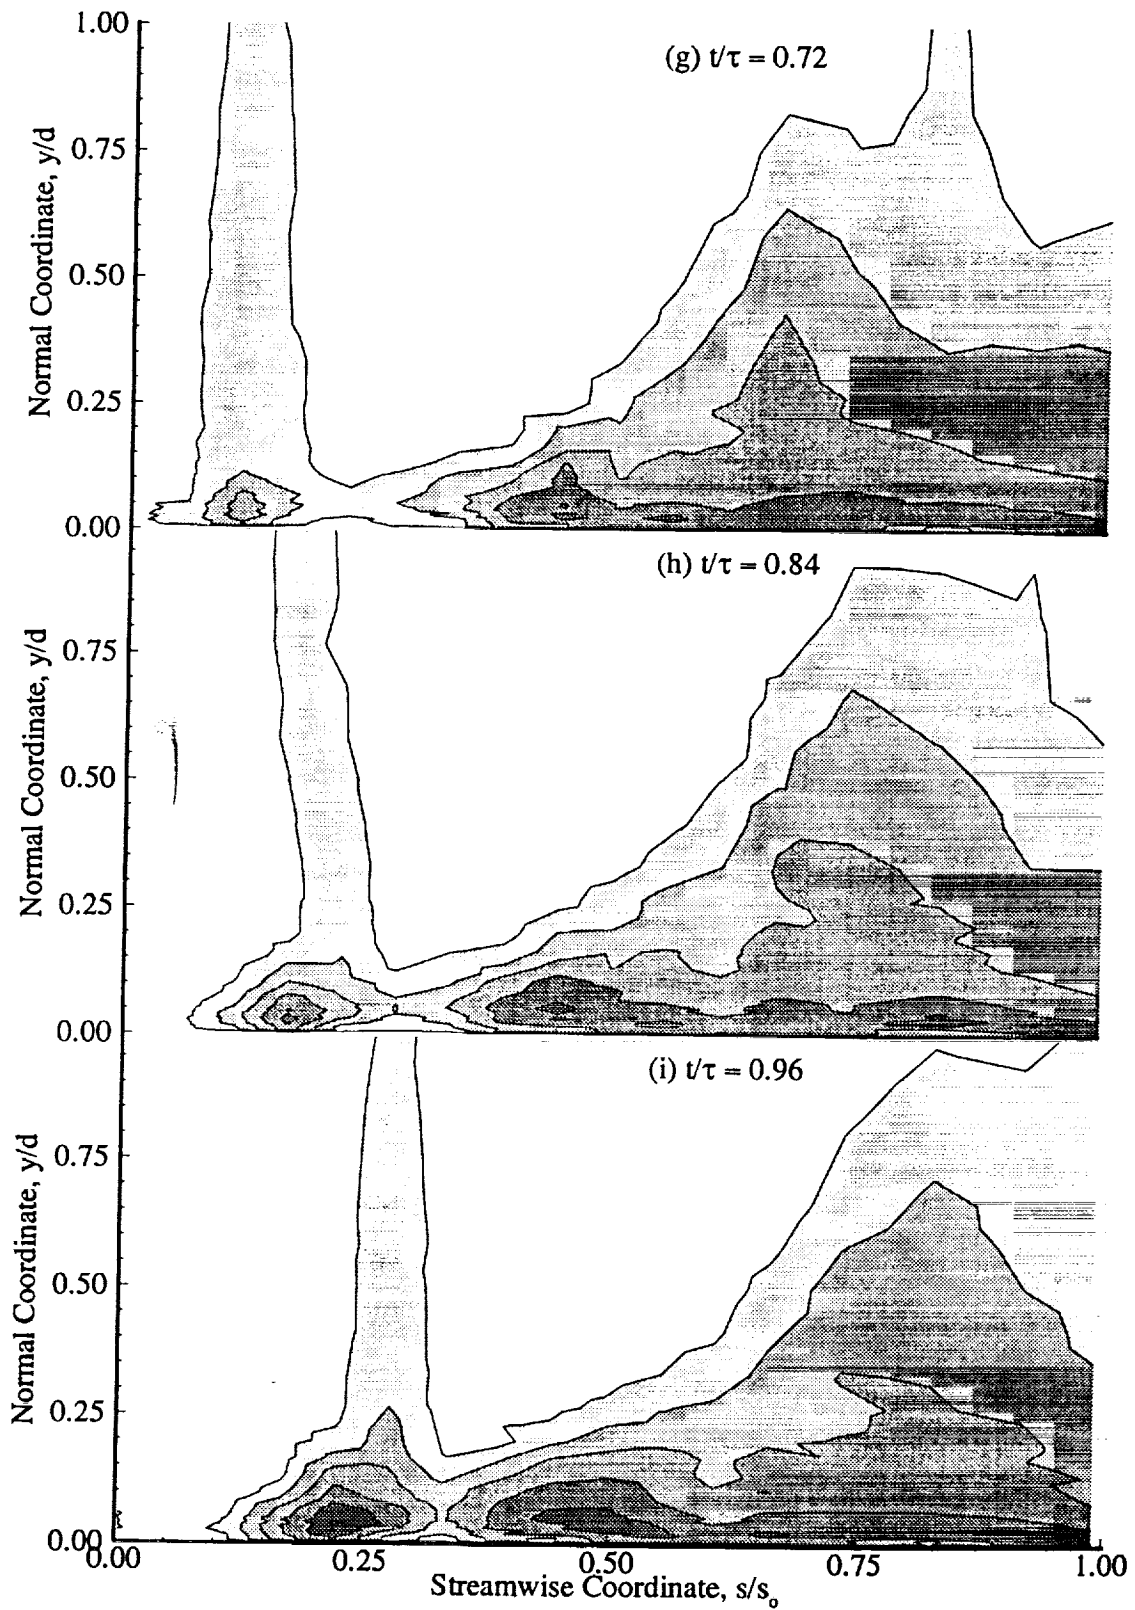 (g) t/τ = 0.72
1.00
0.75
0.50
0.25
0.00
Normal Coordinate, y/d
(h) t/τ = 0.84
0.75
0.50
0.25
0.00
Normal Coordinate, y/d
(i) t/τ = 0.96
0.75
0.50
0.25
0.00
Normal Coordinate, y/d
0.00 0.25 0.50 0.75 1.00
Streamwise Coordinate, s/s₀